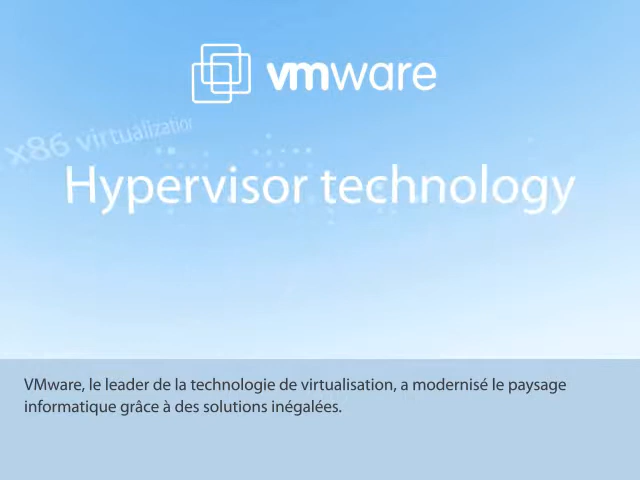 vmware
x86 virtualization
Hypervisor technology
VMware, le leader de la technologie de virtualisation, a modernisé le paysage
informatique grâce à des solutions inégalées.